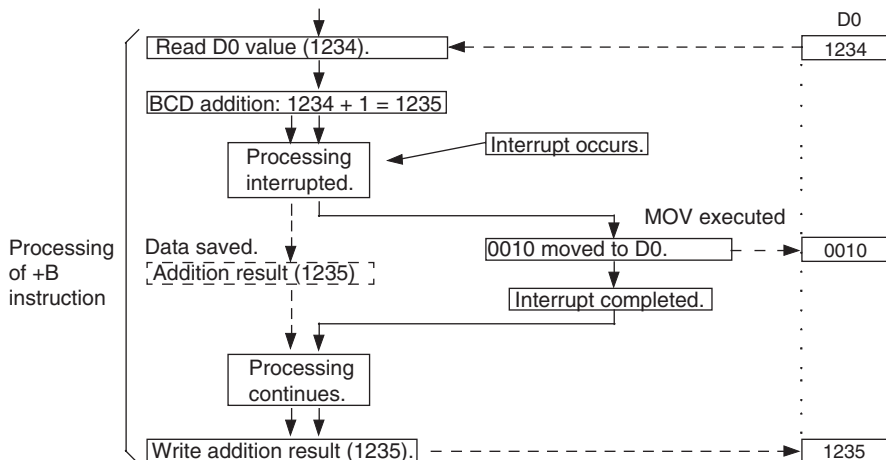 D0
Read D0 value (1234).
1234
BCD addition: 1234 + 1 = 1235
Interrupt occurs.
Processing
interrupted.
MOV executed
Processing
of +B
instruction
Data saved.
Addition result (1235)
0010 moved to D0.
0010
Interrupt completed.
Processing
continues.
Write addition result (1235).
1235